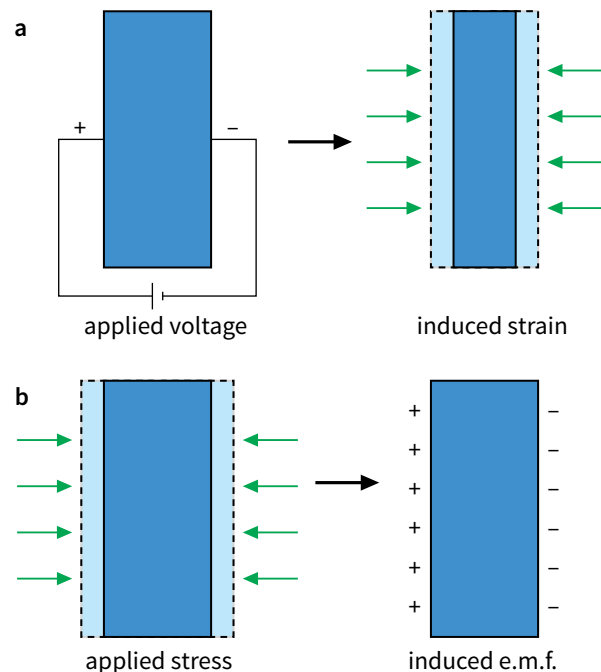 a
+ –
applied voltage induced strain
b
+ –
+ –
+ –
+ –
+ –
+ –
applied stress induced e.m.f.